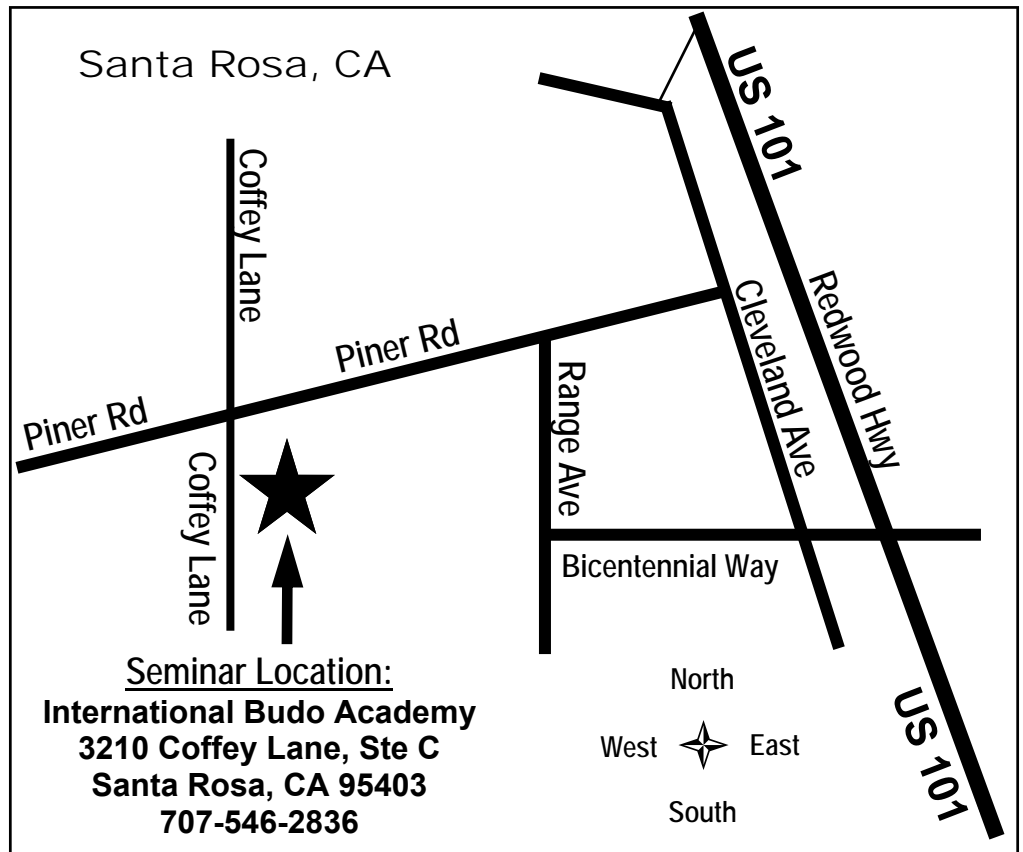 Santa Rosa, CA
US 101
Coffey Lane
Redwood Hwy
Cleveland Ave
Piner Rd
Range Ave
Piner Rd
Coffey Lane
Bicentennial Way
Seminar Location:
International Budo Academy
3210 Coffey Lane, Ste C
Santa Rosa, CA 95403
707-546-2836
North
West
East
South
US 101